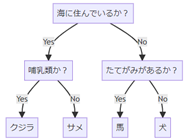 海に住んでいるか？
Yes
No
哺乳類か？
たてがみがあるか？
Yes
No
Yes
No
クジラ
サメ
馬
犬